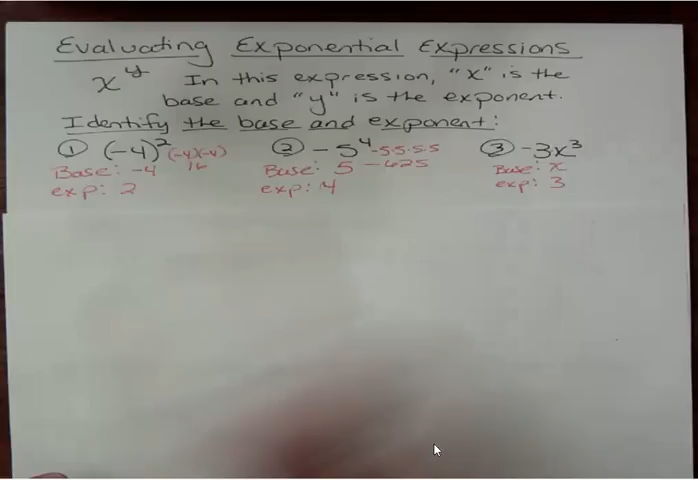 Evaluating Exponential Expressions
x^y In this expression, "x" is the
base and "y" is the exponent.
Identify the base and exponent:
① (-4)² (-4)(-4) ② -5⁴ -5·5·5·5 ③ -3x³
Base: -4 16 Base: 5 -625 Base: x
exp: 2 exp: 4 exp: 3